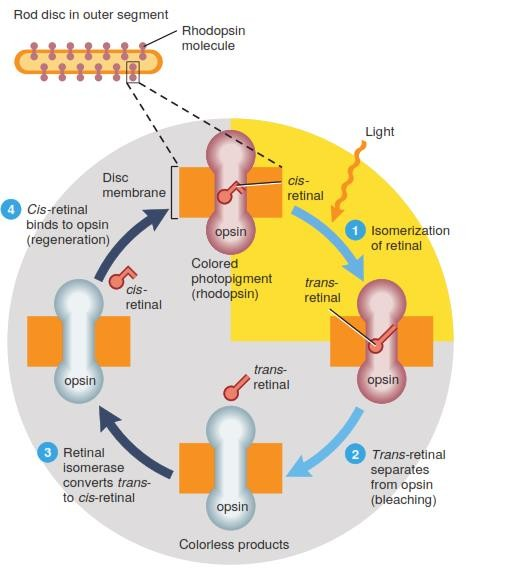 Rod disc in outer segment
Rhodopsin
molecule
Light
Disc
membrane
cis-
retinal
4 Cis-retinal
binds to opsin
(regeneration)
opsin
1 Isomerization
of retinal
Colored
photopigment
(rhodopsin)
cis-
retinal
trans-
retinal
opsin
trans-
retinal
opsin
3 Retinal
isomerase
converts trans-
to cis-retinal
2 Trans-retinal
separates
from opsin
(bleaching)
opsin
Colorless products